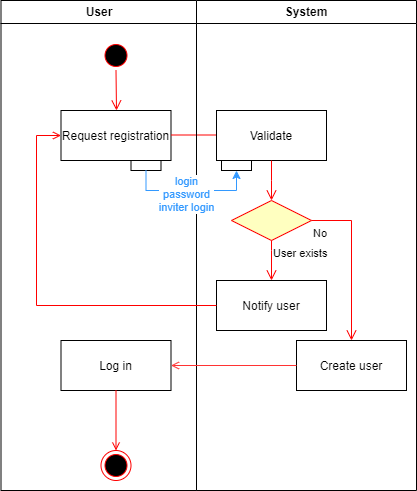 User
System
Request registration
Validate
login
password
inviter login
No
User exists
Notify user
Log in
Create user